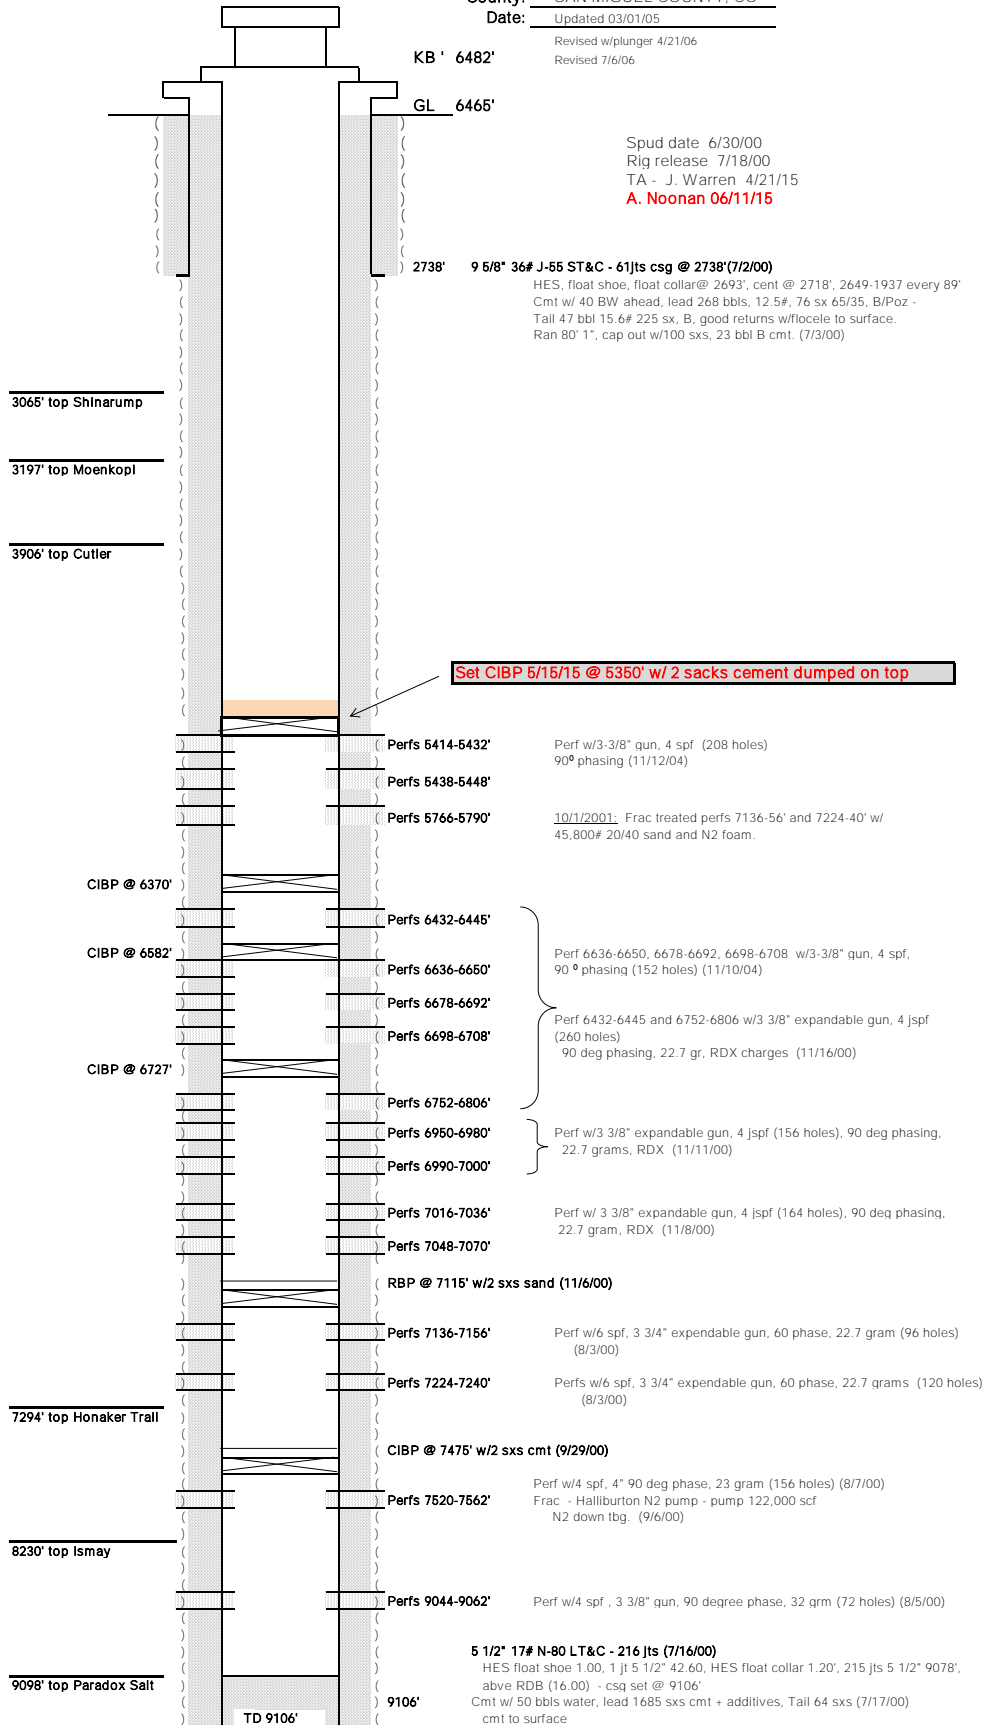 County: SAN MIGUEL COUNTY, CO
Date: Updated 03/01/05
Revised w/plunger 4/21/06
KB ' 6482'
Revised 7/6/06
GL 6465'
Spud date 6/30/00
Rig release 7/18/00
TA - J. Warren 4/21/15
A. Noonan 06/11/15
2738' 9 5/8" 36# J-55 ST&C - 61jts csg @ 2738'(7/2/00)
HES, float shoe, float collar@ 2693', cent @ 2718', 2649-1937 every 89'
Cmt w/ 40 BW ahead, lead 268 bbls, 12.5#, 76 sx 65/35, B/Poz -
Tail 47 bbl 15.6# 225 sx, B, good returns w/flocele to surface.
Ran 80' 1", cap out w/100 sxs, 23 bbl B cmt. (7/3/00)
3065' top Shinarump
3197' top Moenkopi
3906' top Cutler
Set CIBP 5/15/15 @ 5350' w/ 2 sacks cement dumped on top
Perfs 5414-5432' Perf w/3-3/8" gun, 4 spf (208 holes)
90º phasing (11/12/04)
Perfs 5438-5448'
Perfs 5766-5790' 10/1/2001: Frac treated perfs 7136-56' and 7224-40' w/
45,800# 20/40 sand and N2 foam.
CIBP @ 6370'
Perfs 6432-6445'
CIBP @ 6582' Perf 6636-6650, 6678-6692, 6698-6708 w/3-3/8" gun, 4 spf,
Perfs 6636-6650' 90 º phasing (152 holes) (11/10/04)
Perfs 6678-6692'
Perf 6432-6445 and 6752-6806 w/3 3/8" expandable gun, 4 jspf
Perfs 6698-6708' (260 holes)
90 deg phasing, 22.7 gr, RDX charges (11/16/00)
CIBP @ 6727'
Perfs 6752-6806'
Perfs 6950-6980' Perf w/3 3/8" expandable gun, 4 jspf (156 holes), 90 deg phasing,
22.7 grams, RDX (11/11/00)
Perfs 6990-7000'
Perfs 7016-7036' Perf w/ 3 3/8" expandable gun, 4 jspf (164 holes), 90 deg phasing,
22.7 gram, RDX (11/8/00)
Perfs 7048-7070'
RBP @ 7115' w/2 sxs sand (11/6/00)
Perfs 7136-7156' Perf w/6 spf, 3 3/4" expendable gun, 60 phase, 22.7 gram (96 holes)
(8/3/00)
Perfs 7224-7240' Perfs w/6 spf, 3 3/4" expendable gun, 60 phase, 22.7 grams (120 holes)
(8/3/00)
7294' top Honaker Trail
CIBP @ 7475' w/2 sxs cmt (9/29/00)
Perf w/4 spf, 4" 90 deg phase, 23 gram (156 holes) (8/7/00)
Perfs 7520-7562' Frac - Halliburton N2 pump - pump 122,000 scf
N2 down tbg. (9/6/00)
8230' top Ismay
Perfs 9044-9062' Perf w/4 spf , 3 3/8" gun, 90 degree phase, 32 grm (72 holes) (8/5/00)
5 1/2" 17# N-80 LT&C - 216 jts (7/16/00)
HES float shoe 1.00, 1 jt 5 1/2" 42.60, HES float collar 1.20', 215 jts 5 1/2" 9078',
9098' top Paradox Salt abve RDB (16.00) - csg set @ 9106'
9106' Cmt w/ 50 bbls water, lead 1685 sxs cmt + additives, Tail 64 sxs (7/17/00)
TD 9106' cmt to surface